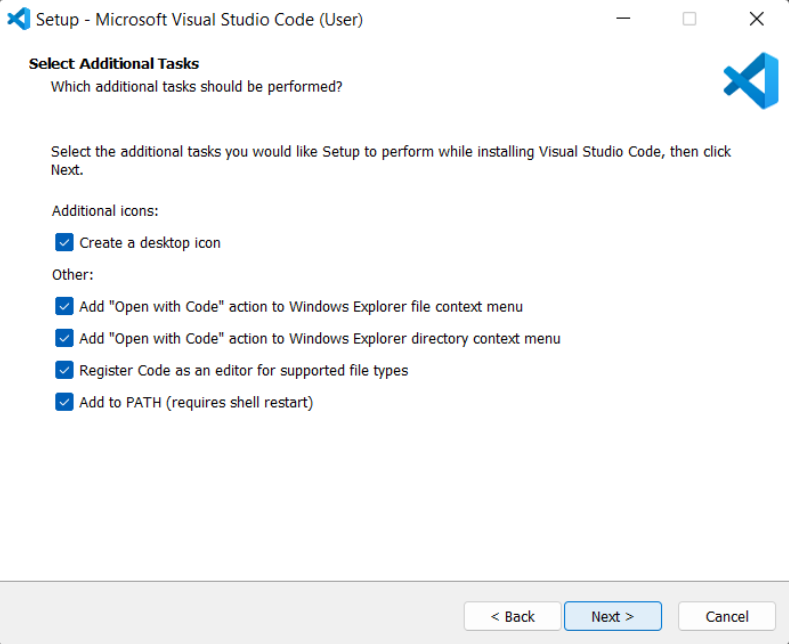 Setup - Microsoft Visual Studio Code (User)
Select Additional Tasks
Which additional tasks should be performed?
Select the additional tasks you would like Setup to perform while installing Visual Studio Code, then click
Next.
Additional icons:
Create a desktop icon
Other:
Add "Open with Code" action to Windows Explorer file context menu
Add "Open with Code" action to Windows Explorer directory context menu
Register Code as an editor for supported file types
Add to PATH (requires shell restart)
< Back Next > Cancel